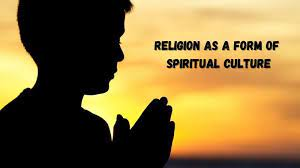 RELIGION AS A FORM OF
SPIRITUAL CULTURE